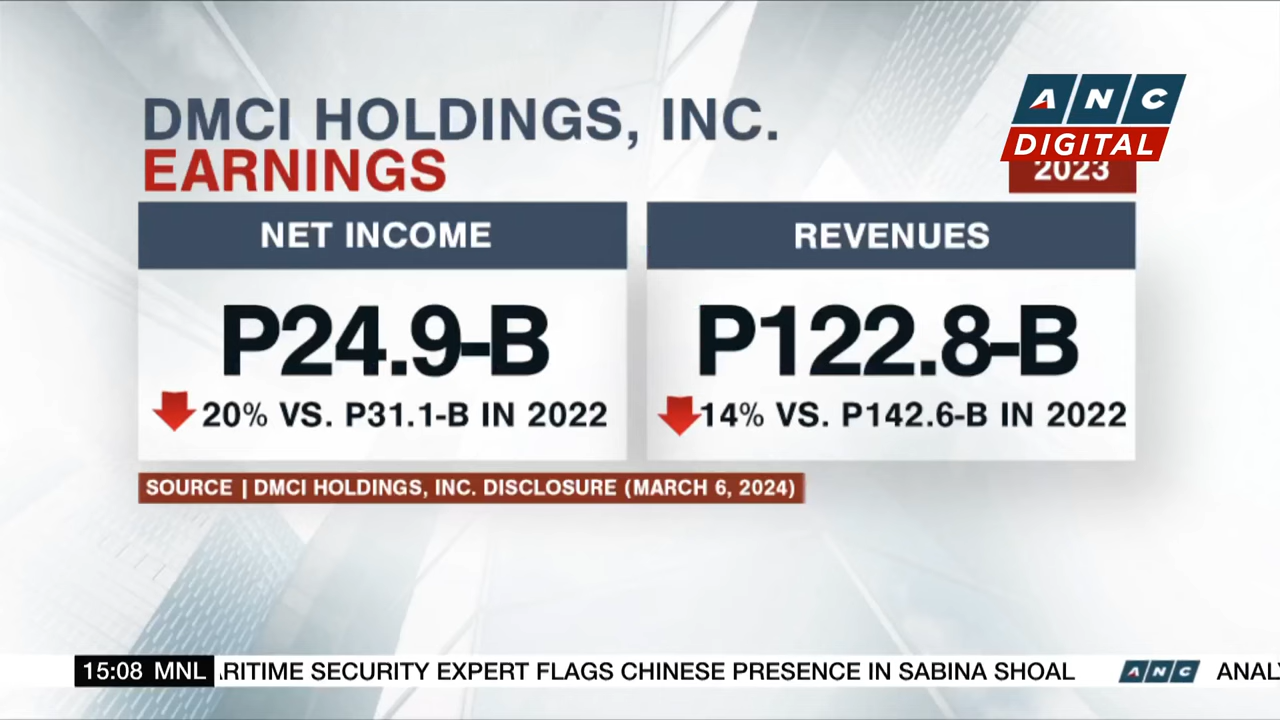 DMCI HOLDINGS, INC.
EARNINGS
ANC
DIGITAL
2023
NET INCOME
P24.9-B
20% VS. P31.1-B IN 2022
REVENUES
P122.8-B
14% VS. P142.6-B IN 2022
SOURCE | DMCI HOLDINGS, INC. DISCLOSURE (MARCH 6, 2024)
15:08 MNL SECURITY EXPERT FLAGS CHINESE PRESENCE IN SABINA SHOAL ANC